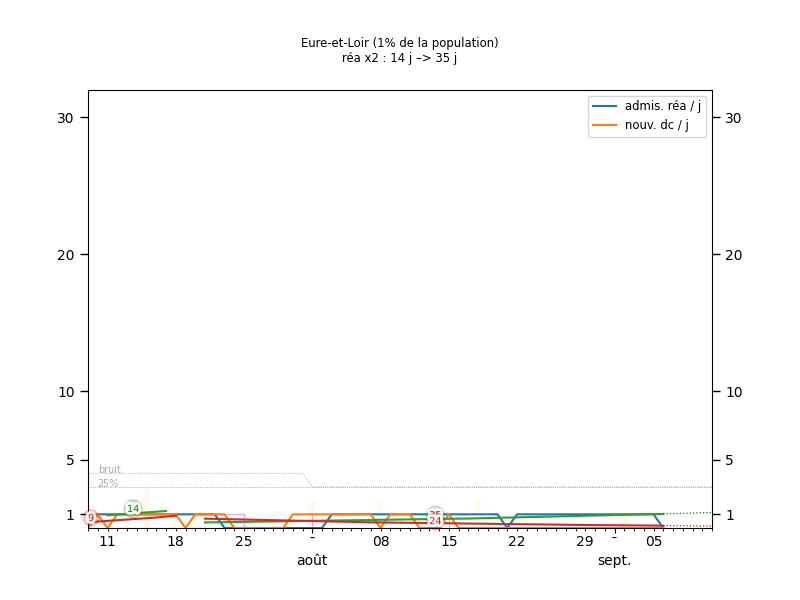 Eure-et-Loir (1% de la population)
réa x2 : 14 j –> 35 j
admis. réa / j
nouv. dc / j
30 30
20 20
10 10
5 5
bruit
25%
1 1
9 14 24
11 18 25 - 08 15 22 29 - 05
août sept.